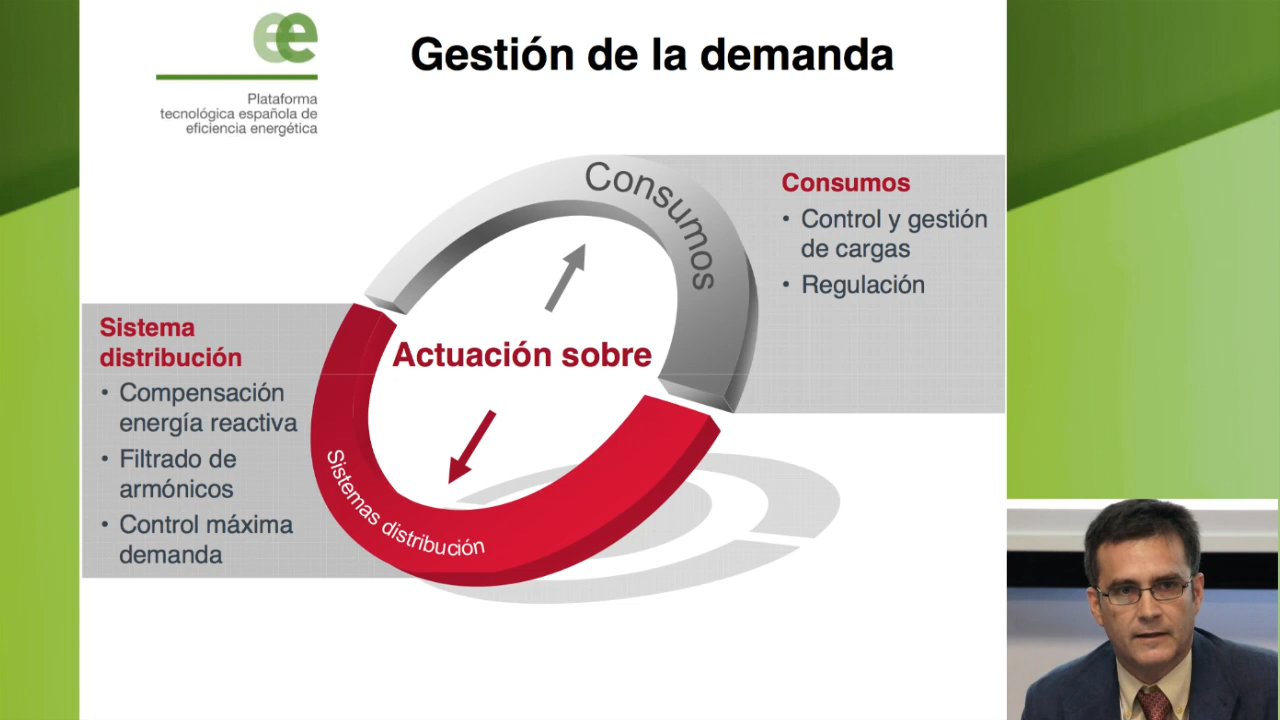 ee
Plataforma
tecnológica española de
eficiencia energética
Gestión de la demanda
Consumos
Consumos
• Control y gestión
de cargas
• Regulación
Actuación sobre
Sistema
distribución
• Compensación
energía reactiva
• Filtrado de
armónicos
• Control máxima
demanda
Sistemas distribución